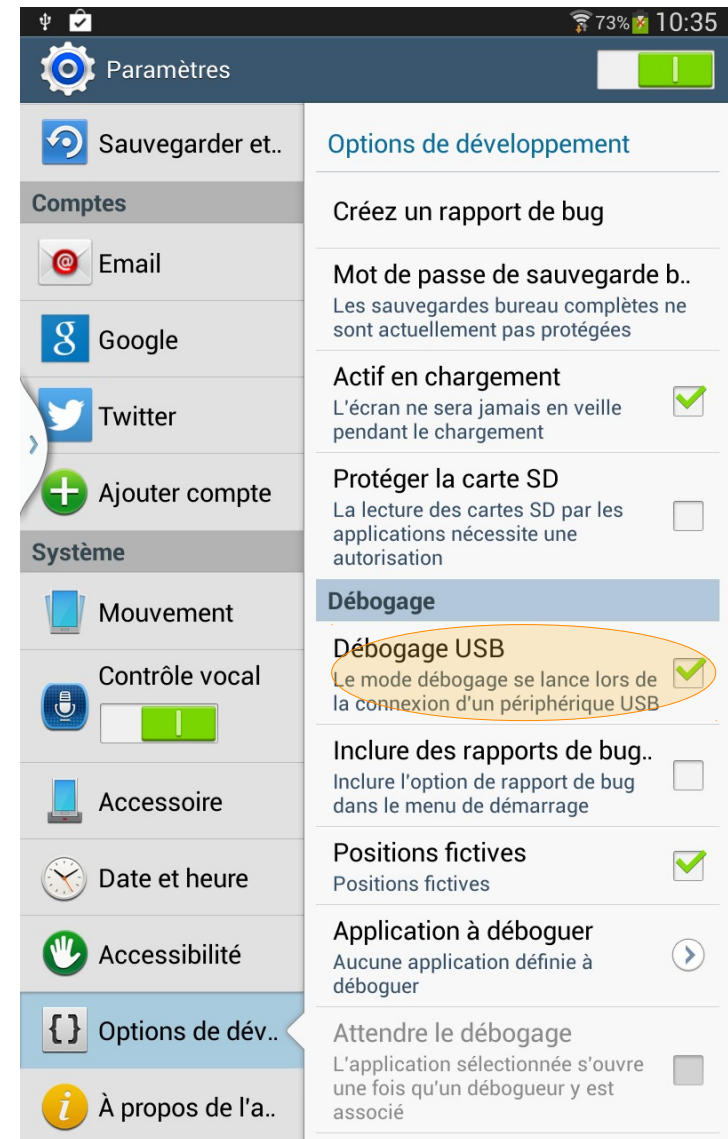 73% 10:35
Paramètres
Sauvegarder et..
Comptes
Email
Google
Twitter
Ajouter compte
Système
Mouvement
Contrôle vocal
Accessoire
Date et heure
Accessibilité
Options de dév..
À propos de l'a..
Options de développement
Créez un rapport de bug
Mot de passe de sauvegarde b..
Les sauvegardes bureau complètes ne
sont actuellement pas protégées
Actif en chargement
L'écran ne sera jamais en veille
pendant le chargement
Protéger la carte SD
La lecture des cartes SD par les
applications nécessite une
autorisation
Débogage
Débogage USB
Le mode débogage se lance lors de
la connexion d'un périphérique USB
Inclure des rapports de bug..
Inclure l'option de rapport de bug
dans le menu de démarrage
Positions fictives
Positions fictives
Application à déboguer
Aucune application définie à
déboguer
Attendre le débogage
L'application sélectionnée s'ouvre
une fois qu'un débogueur y est
associé